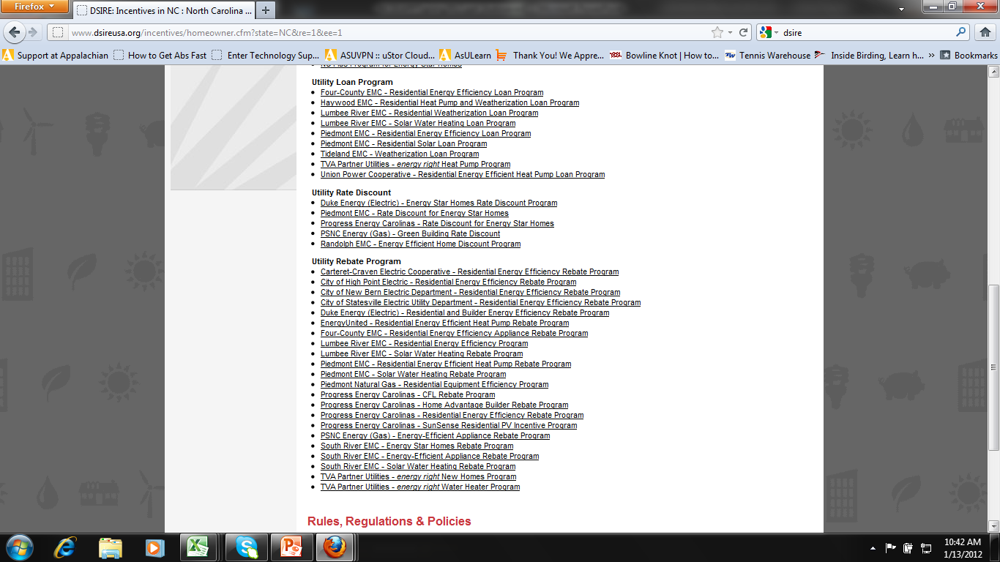 Firefox
DSIRE: Incentives in NC : North Carolina ...
www.dsireusa.org/incentives/homeowner.cfm?state=NC&re=1&ee=1
dsire
Support at Appalachian
How to Get Abs Fast
Enter Technology Sup...
ASUVPN :: uStor Cloud...
AsULearn
Thank You! We Appre...
Bowline Knot | How to...
Tennis Warehouse
Inside Birding, Learn h...
Bookmarks
NC Plus Program for Energy Star Homes
Utility Loan Program
Four-County EMC - Residential Energy Efficiency Loan Program
Haywood EMC - Residential Heat Pump and Weatherization Loan Program
Lumbee River EMC - Residential Weatherization Loan Program
Lumbee River EMC - Solar Water Heating Loan Program
Piedmont EMC - Residential Energy Efficiency Loan Program
Piedmont EMC - Residential Solar Loan Program
Tideland EMC - Weatherization Loan Program
TVA Partner Utilities - energy right Heat Pump Program
Union Power Cooperative - Residential Energy Efficient Heat Pump Loan Program
Utility Rate Discount
Duke Energy (Electric) - Energy Star Homes Rate Discount Program
Piedmont EMC - Rate Discount for Energy Star Homes
Progress Energy Carolinas - Rate Discount for Energy Star Homes
PSNC Energy (Gas) - Green Building Rate Discount
Randolph EMC - Energy Efficient Home Discount Program
Utility Rebate Program
Carteret-Craven Electric Cooperative - Residential Energy Efficiency Rebate Program
City of High Point Electric - Residential Energy Efficiency Rebate Program
City of New Bern Electric Department - Residential Energy Efficiency Rebate Program
City of Statesville Electric Utility Department - Residential Energy Efficiency Rebate Program
Duke Energy (Electric) - Residential and Builder Energy Efficiency Rebate Program
EnergyUnited - Residential Energy Efficient Heat Pump Rebate Program
Four-County EMC - Residential Energy Efficiency Appliance Rebate Program
Lumbee River EMC - Residential Energy Efficiency Program
Lumbee River EMC - Solar Water Heating Rebate Program
Piedmont EMC - Residential Energy Efficient Heat Pump Rebate Program
Piedmont EMC - Solar Water Heating Rebate Program
Piedmont Natural Gas - Residential Equipment Efficiency Program
Progress Energy Carolinas - CFL Rebate Program
Progress Energy Carolinas - Home Advantage Builder Rebate Program
Progress Energy Carolinas - Residential Energy Efficiency Rebate Program
Progress Energy Carolinas - SunSense Residential PV Incentive Program
PSNC Energy (Gas) - Energy-Efficient Appliance Rebate Program
South River EMC - Energy Star Homes Rebate Program
South River EMC - Energy-Efficient Appliance Rebate Program
South River EMC - Solar Water Heating Rebate Program
TVA Partner Utilities - energy right New Homes Program
TVA Partner Utilities - energy right Water Heater Program
Rules, Regulations & Policies
10:42 AM
1/13/2012